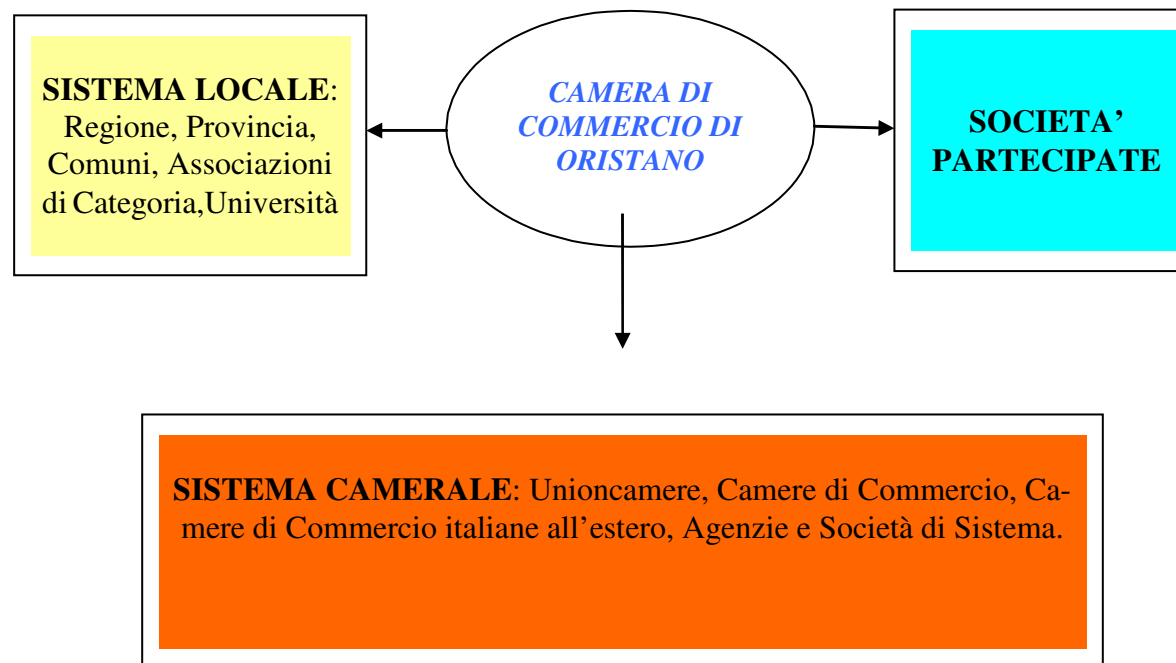 SISTEMA LOCALE:
Regione, Provincia,
Comuni, Associazioni
di Categoria,Università
CAMERA DI
COMMERCIO DI
ORISTANO
SOCIETA’
PARTECIPATE
SISTEMA CAMERALE: Unioncamere, Camere di Commercio, Ca-
mere di Commercio italiane all’estero, Agenzie e Società di Sistema.